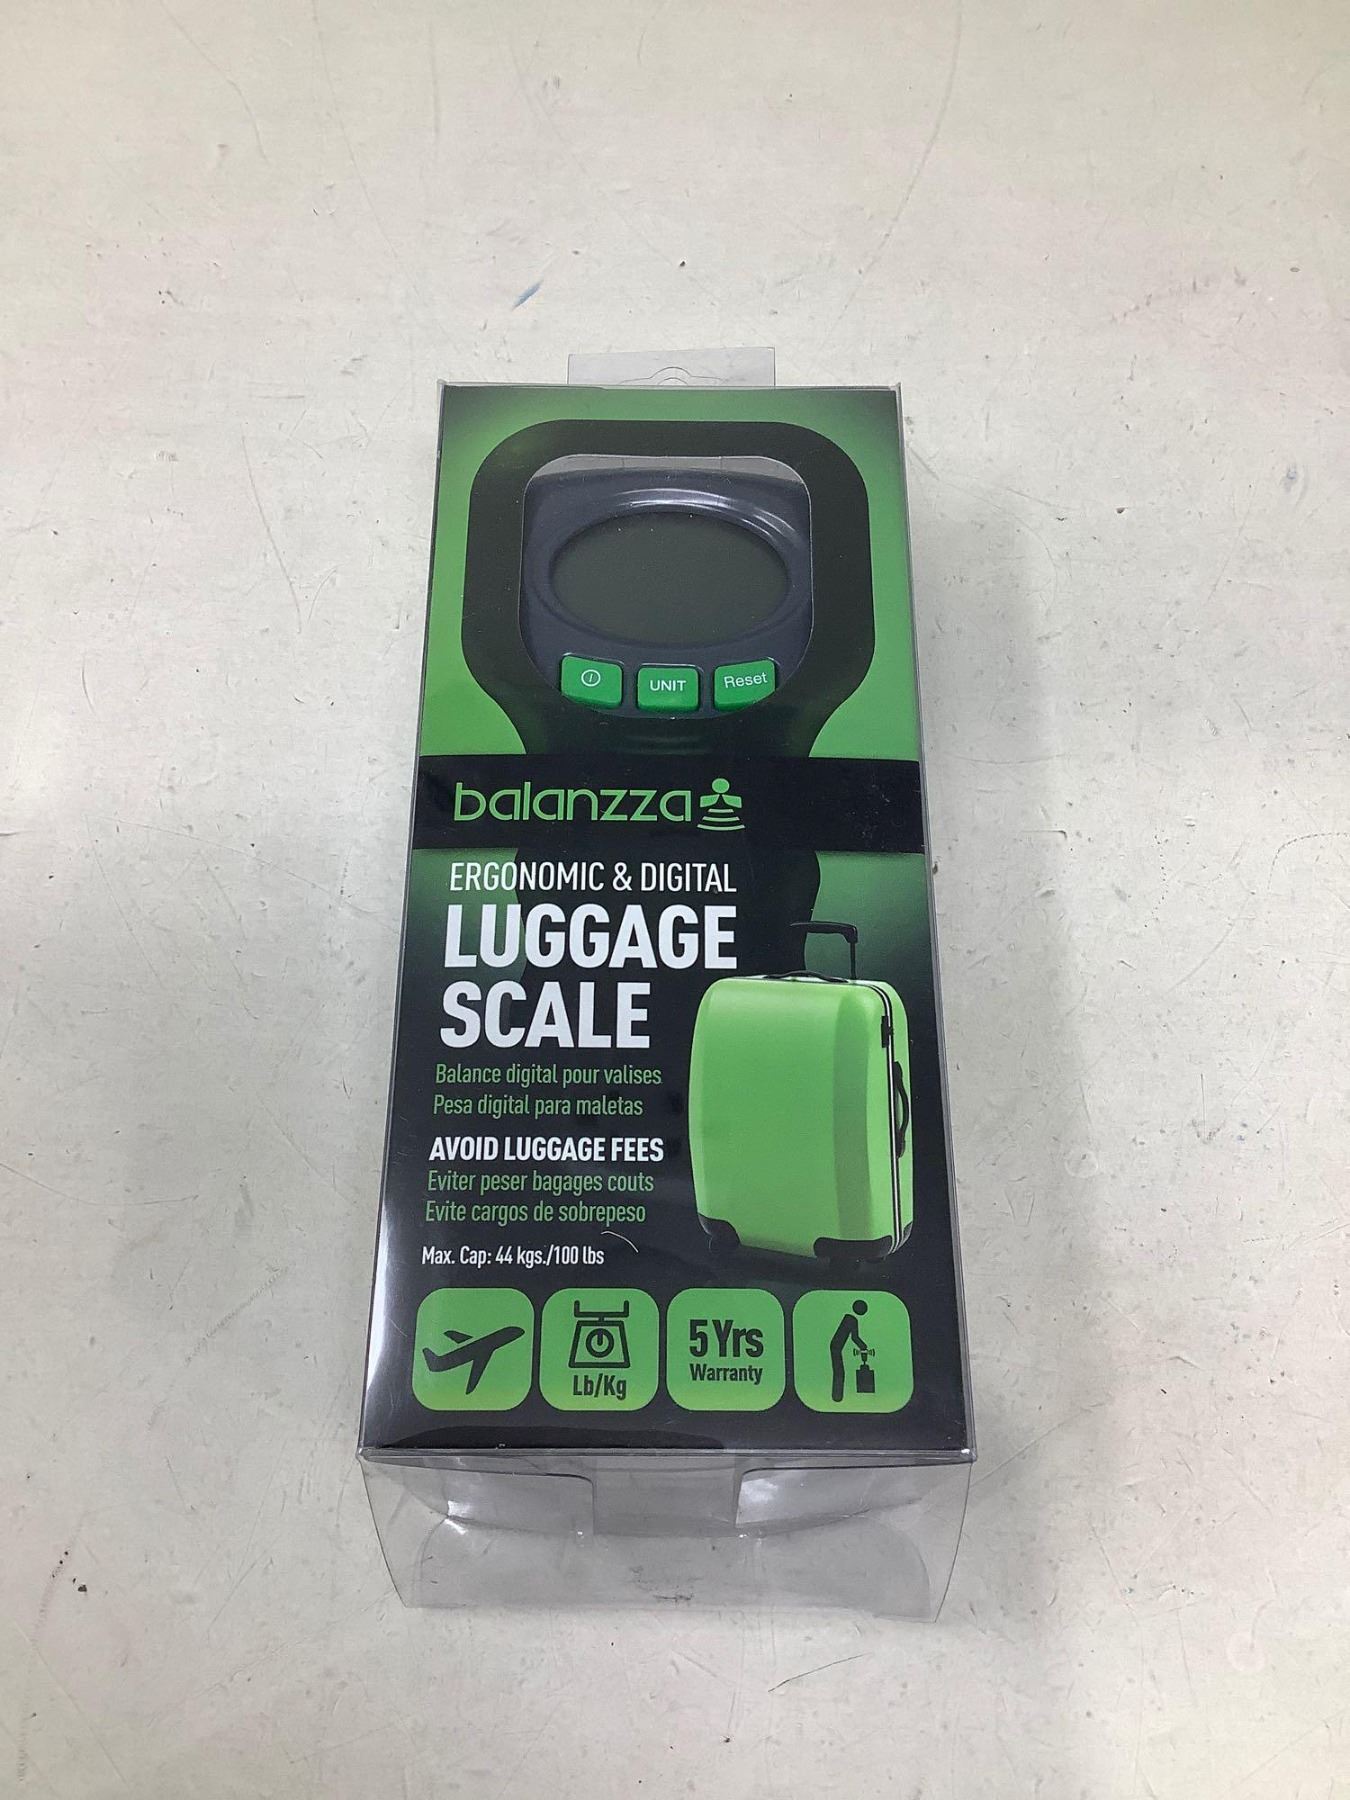 UNIT
Reset
balanzza
ERGONOMIC & DIGITAL
LUGGAGE
SCALE
Balance digital pour valises
Pesa digital para maletas
AVOID LUGGAGE FEES
Eviter peser bagages couts
Evite cargos de sobrepeso
Max. Cap: 44 kgs./100 lbs
Lb/Kg
5 Yrs
Warranty